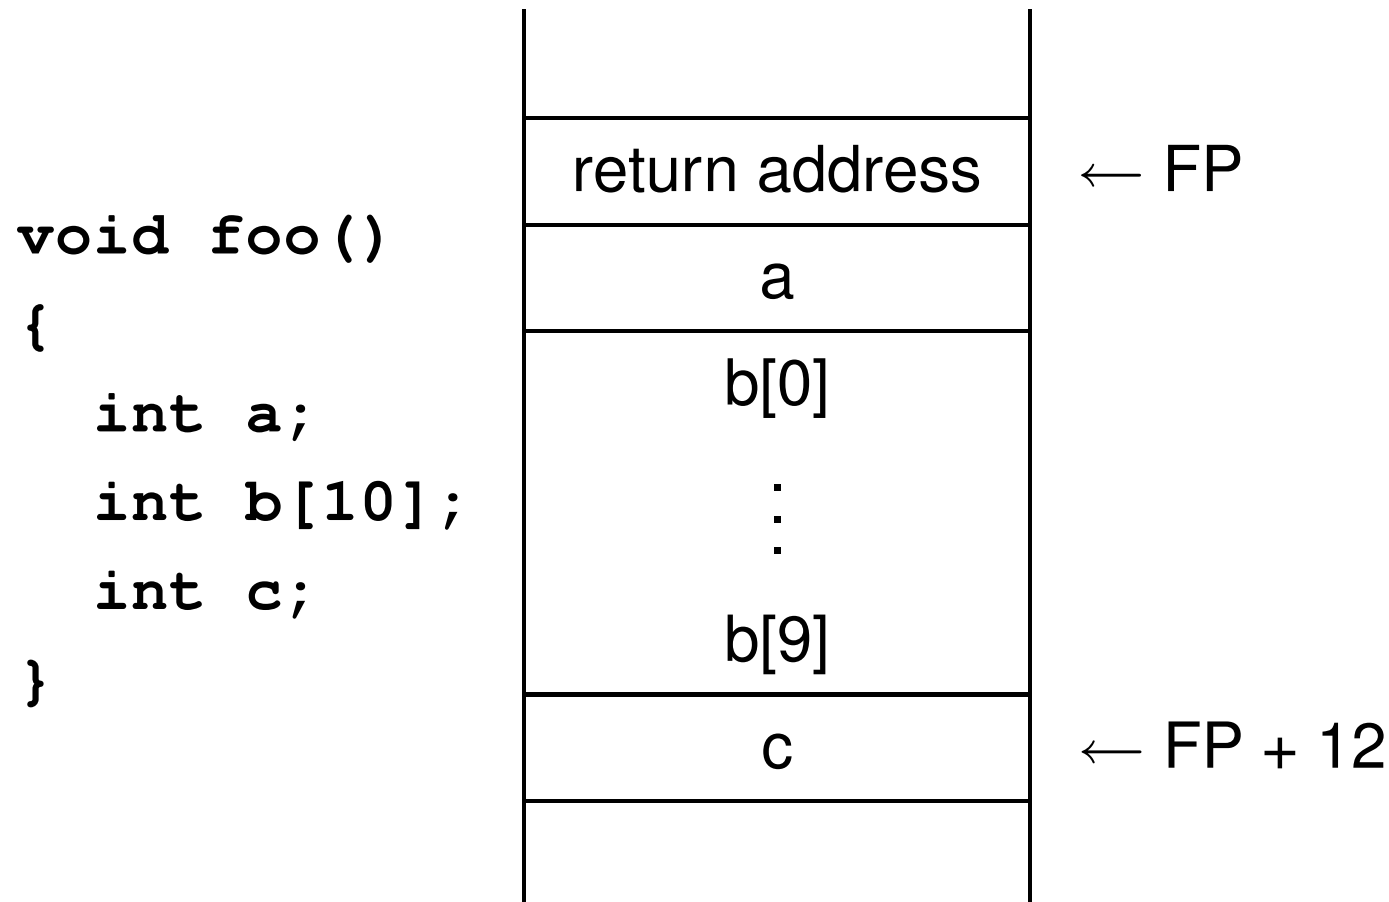 void foo()
{
int a;
int b[10];
int c;
}
return address ← FP
a
b[0]
⋮
b[9]
c ← FP + 12